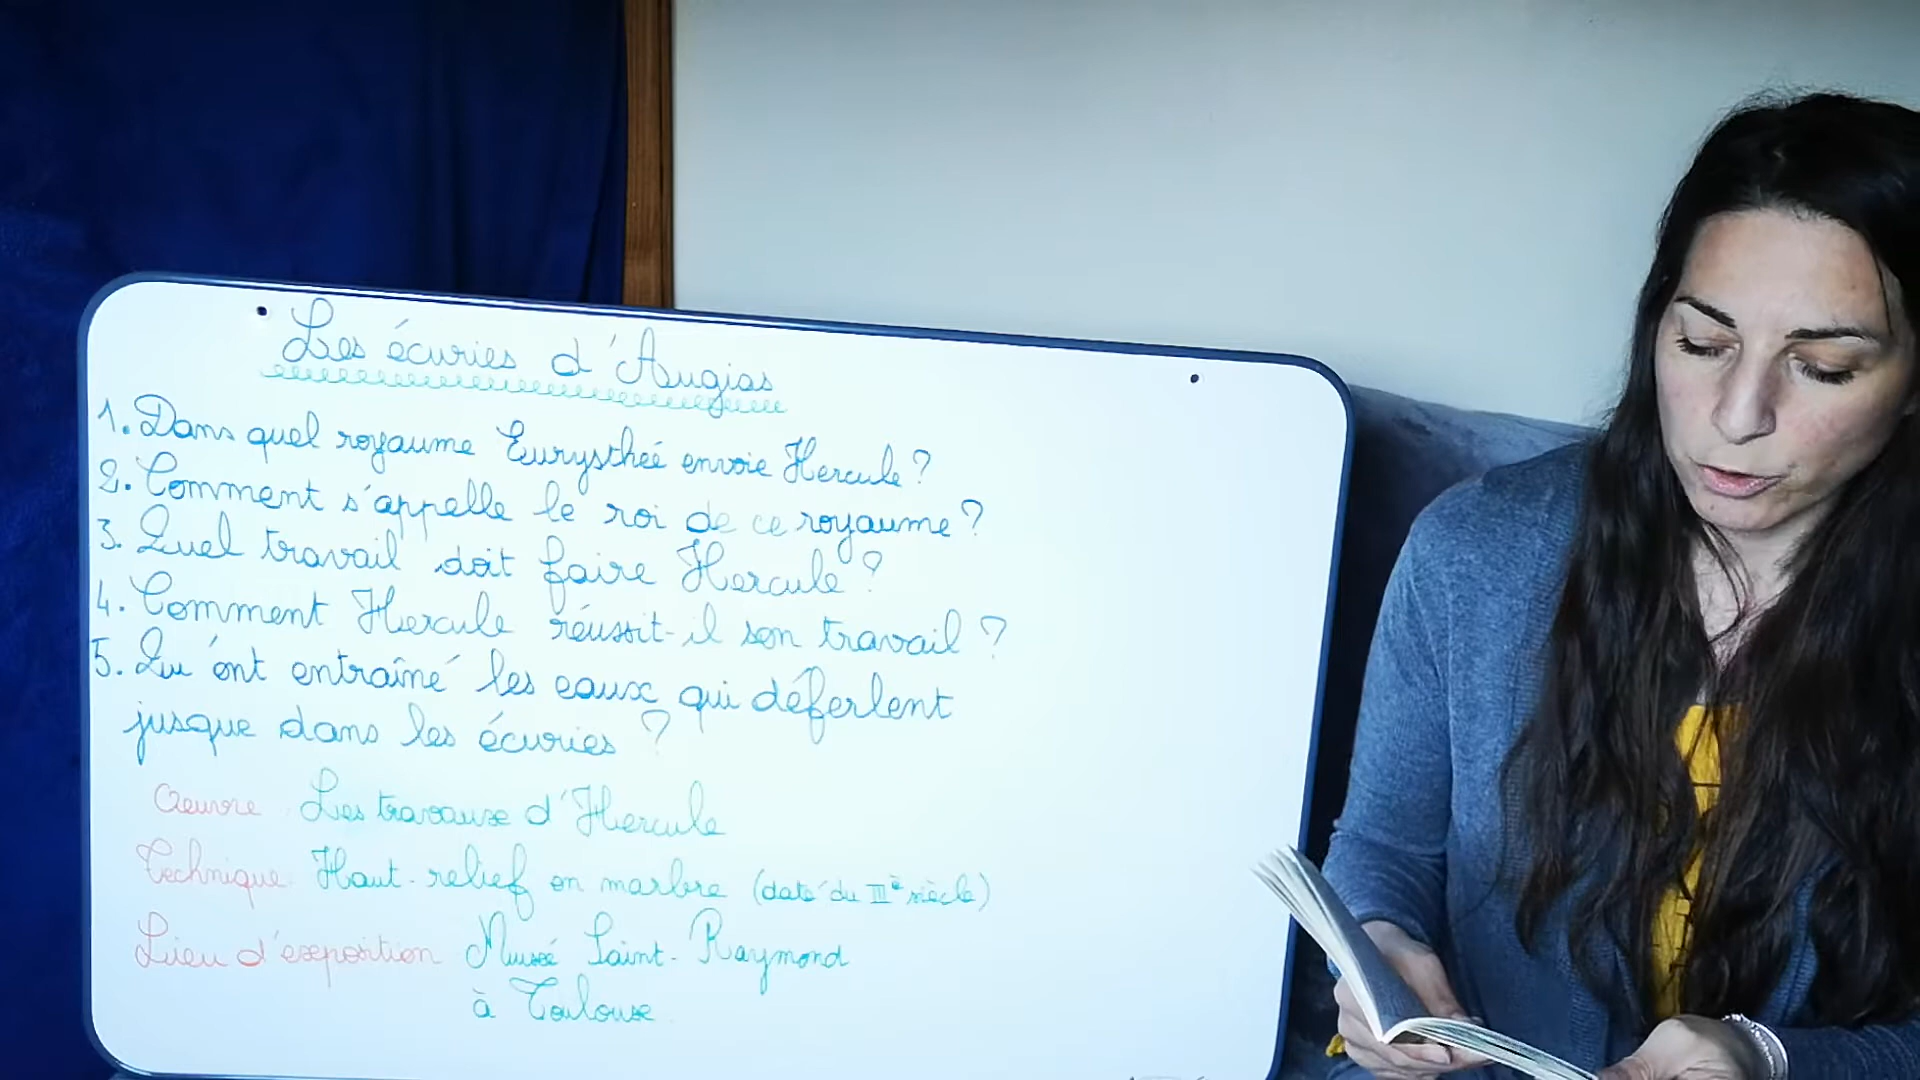 Les écuries d'Augias
1. Dans quel royaume Eurysthée envoie Hercule ?
2. Comment s'appelle le roi de ce royaume ?
3. Quel travail doit faire Hercule ?
4. Comment Hercule réussit-il son travail ?
5. Qu'ont entraîné les eaux qui déferlent
jusque dans les écuries ?
Œuvre : Les travaux d'Hercule
Technique : Haut-relief en marbre (daté du IIIè siècle)
Lieu d'exposition Musée Saint-Raymond
à Toulouse